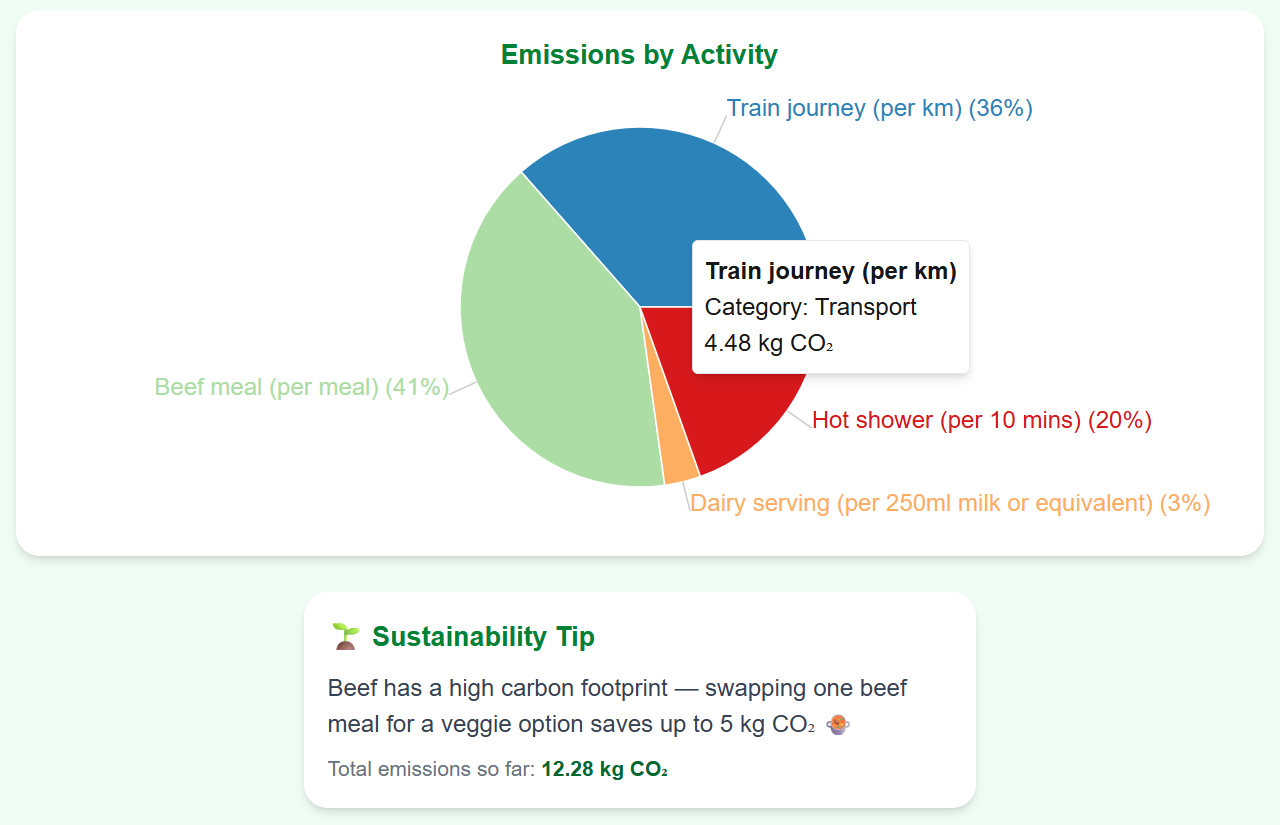 Emissions by Activity
Train journey (per km) (36%)
Train journey (per km)
Category: Transport
4.48 kg CO₂
Beef meal (per meal) (41%)
Hot shower (per 10 mins) (20%)
Dairy serving (per 250ml milk or equivalent) (3%)
🌱 Sustainability Tip
Beef has a high carbon footprint — swapping one beef
meal for a veggie option saves up to 5 kg CO₂
Total emissions so far: 12.28 kg CO₂